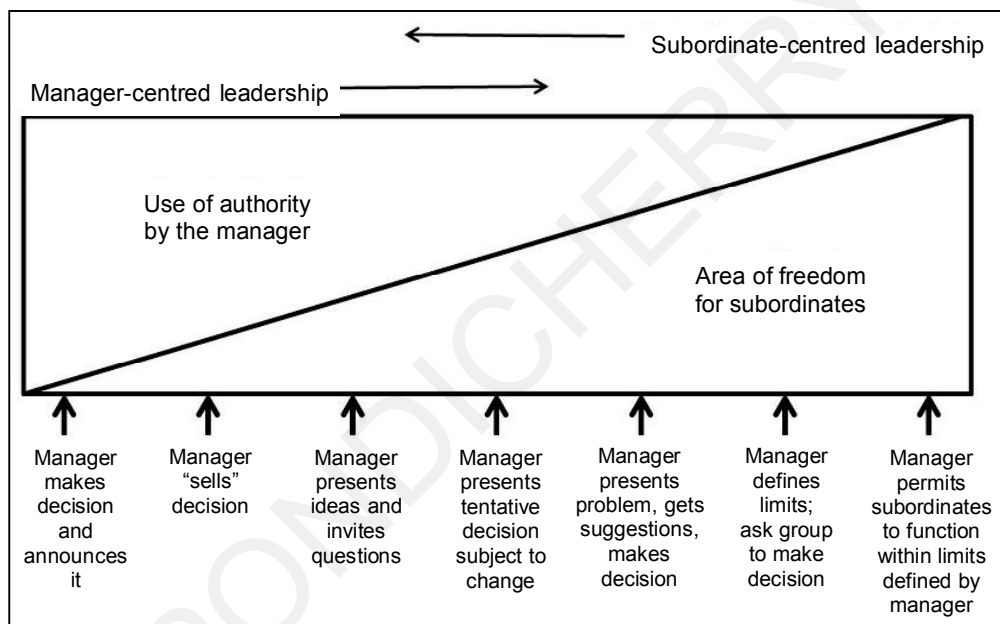 Subordinate-centred leadership
Manager-centred leadership
Use of authority
by the manager
Area of freedom
for subordinates
Manager
makes
decision
and
announces
it
Manager
“sells”
decision
Manager
presents
ideas and
invites
questions
Manager
presents
tentative
decision
subject to
change
Manager
presents
problem, gets
suggestions,
makes
decision
Manager
defines
limits;
ask group
to make
decision
Manager
permits
subordinates
to function
within limits
defined by
manager
ONDICHERRY